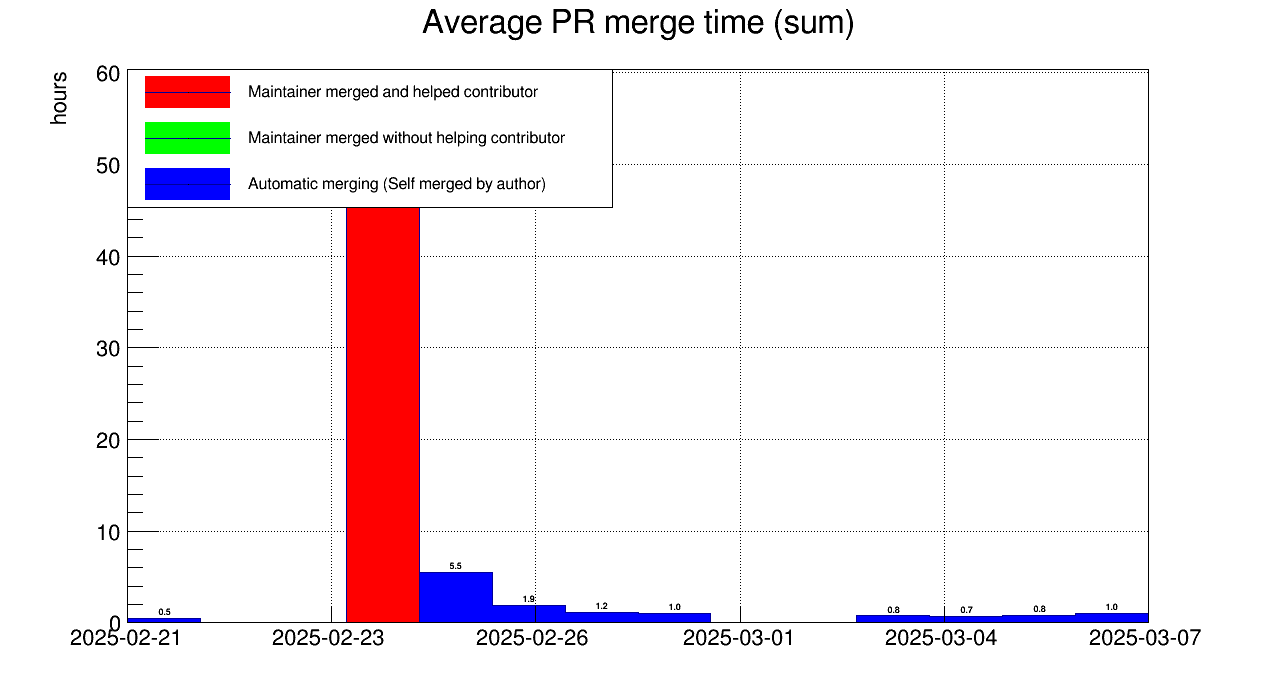 Average PR merge time (sum)
hours
60
Maintainer merged and helped contributor
Maintainer merged without helping contributor
50
Automatic merging (Self merged by author)
40
30
20
10
5.5
0.5
1.9
1.2
1.0
0.8
0.7
0.8
1.0
0
2025-02-21 2025-02-23 2025-02-26 2025-03-01 2025-03-04 2025-03-07